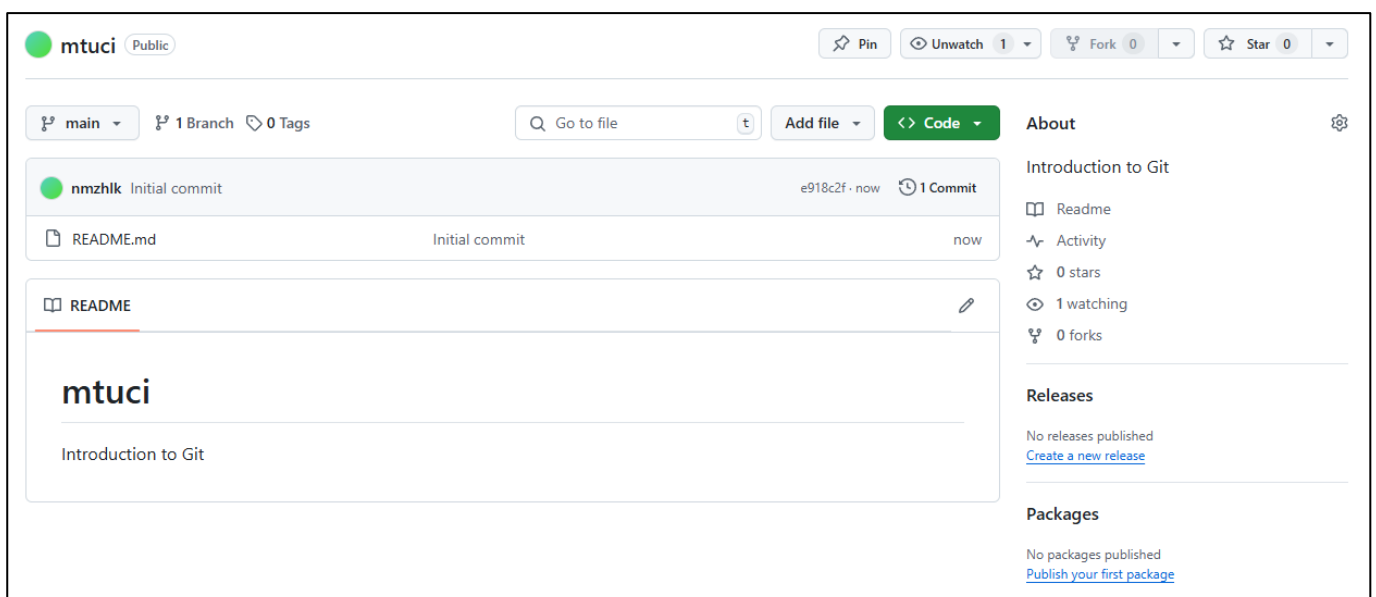 mtuci Public Pin Unwatch 1 Fork 0 Star 0
main 1 Branch 0 Tags Go to file t Add file Code
nmzhlk Initial commit e918c2f · now 1 Commit
README.md Initial commit now
README
mtuci
Introduction to Git
About
Introduction to Git
Readme
Activity
0 stars
1 watching
0 forks
Releases
No releases published
Create a new release
Packages
No packages published
Publish your first package